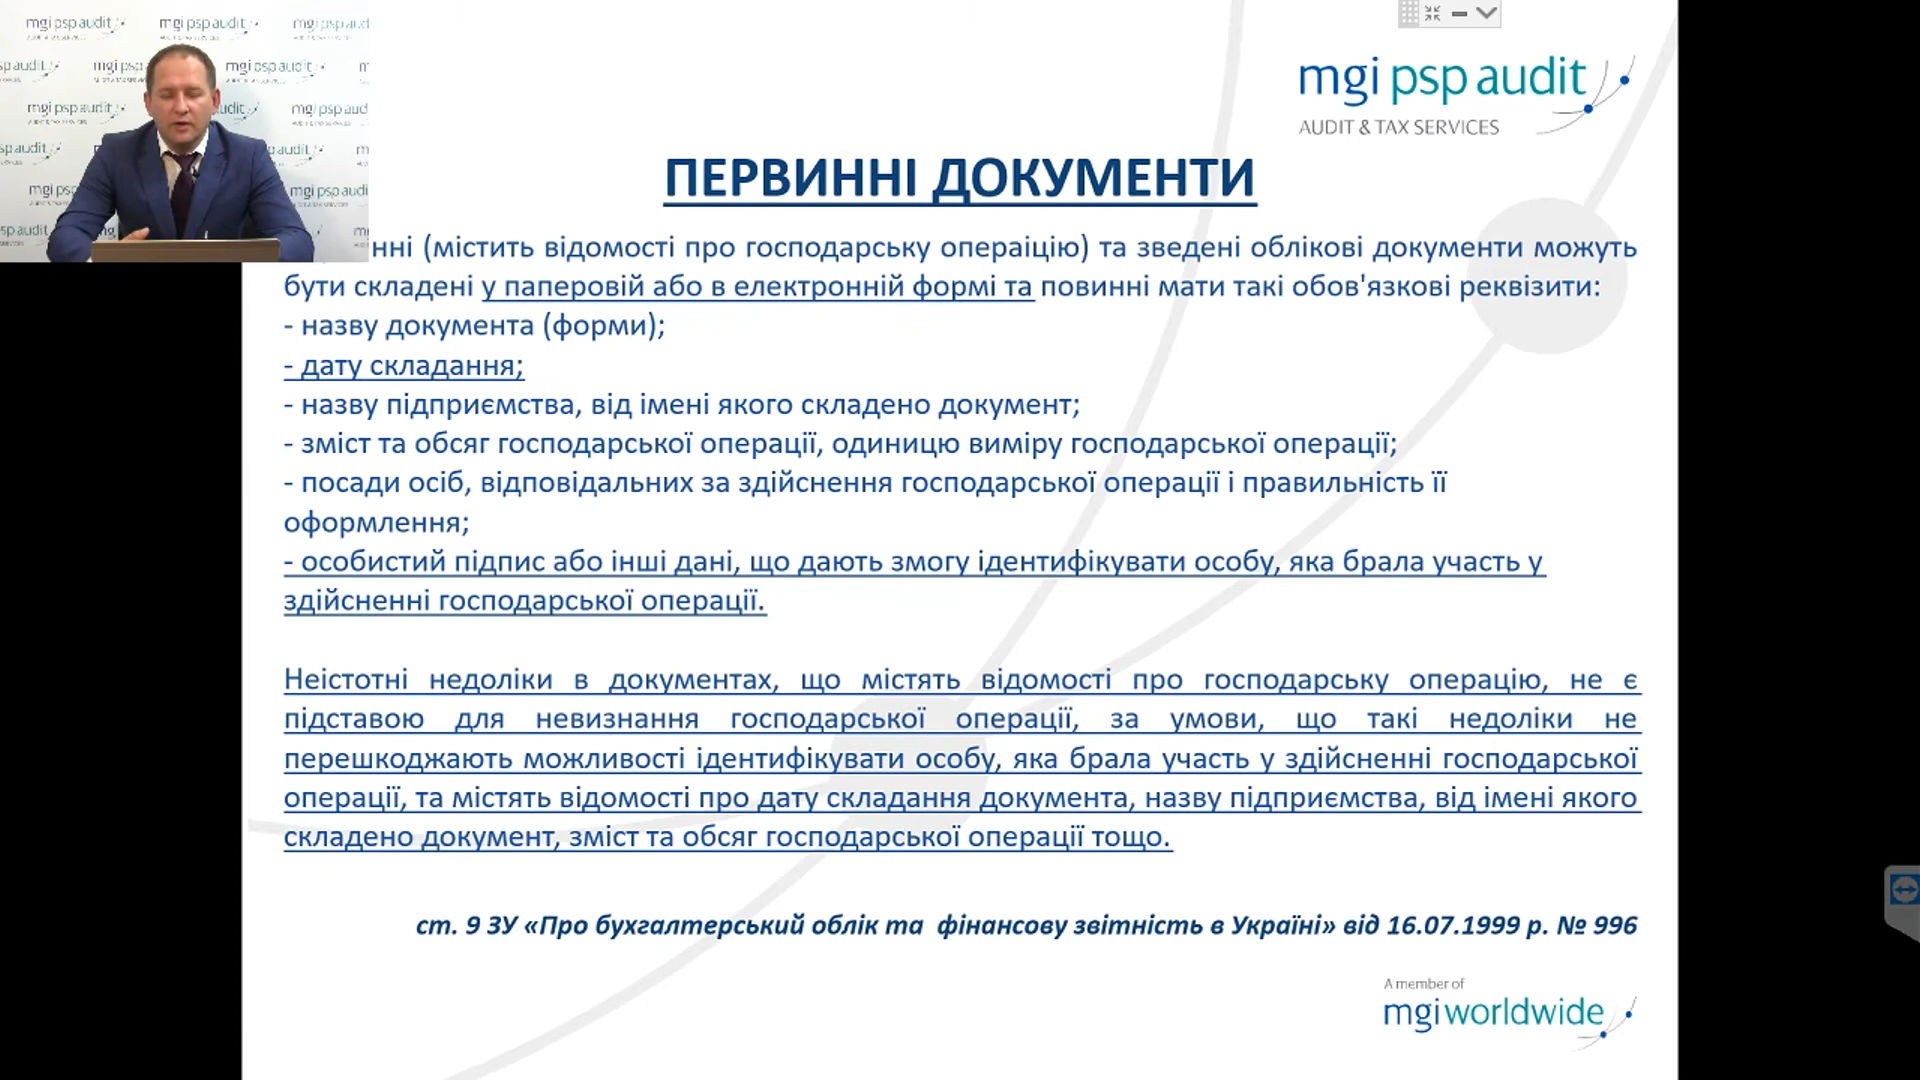 mgi psp audit
AUDIT & TAX SERVICES
ПЕРВИННІ ДОКУМЕНТИ
нні (містить відомості про господарську операіцію) та зведені облікові документи можуть
бути складені у паперовій або в електронній формі та повинні мати такі обов'язкові реквізити:
- назву документа (форми);
- дату складання;
- назву підприємства, від імені якого складено документ;
- зміст та обсяг господарської операції, одиницю виміру господарської операції;
- посади осіб, відповідальних за здійснення господарської операції і правильність її
оформлення;
- особистий підпис або інші дані, що дають змогу ідентифікувати особу, яка брала участь у
здійсненні господарської операції.
Неістотні недоліки в документах, що містять відомості про господарську операцію, не є
підставою для невизнання господарської операції, за умови, що такі недоліки не
перешкоджають можливості ідентифікувати особу, яка брала участь у здійсненні господарської
операції, та містять відомості про дату складання документа, назву підприємства, від імені якого
складено документ, зміст та обсяг господарської операції тощо.
ст. 9 ЗУ «Про бухгалтерський облік та фінансову звітність в Україні» від 16.07.1999 р. № 996
A member of
mgi worldwide